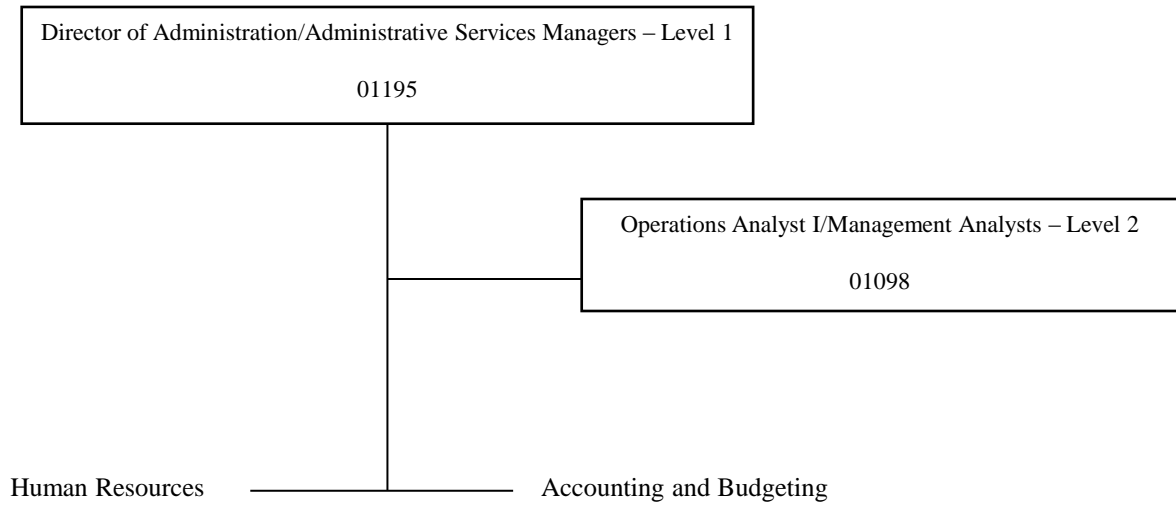 Director of Administration/Administrative Services Managers – Level 1
01195
Operations Analyst I/Management Analysts – Level 2
01098
Human Resources
Accounting and Budgeting